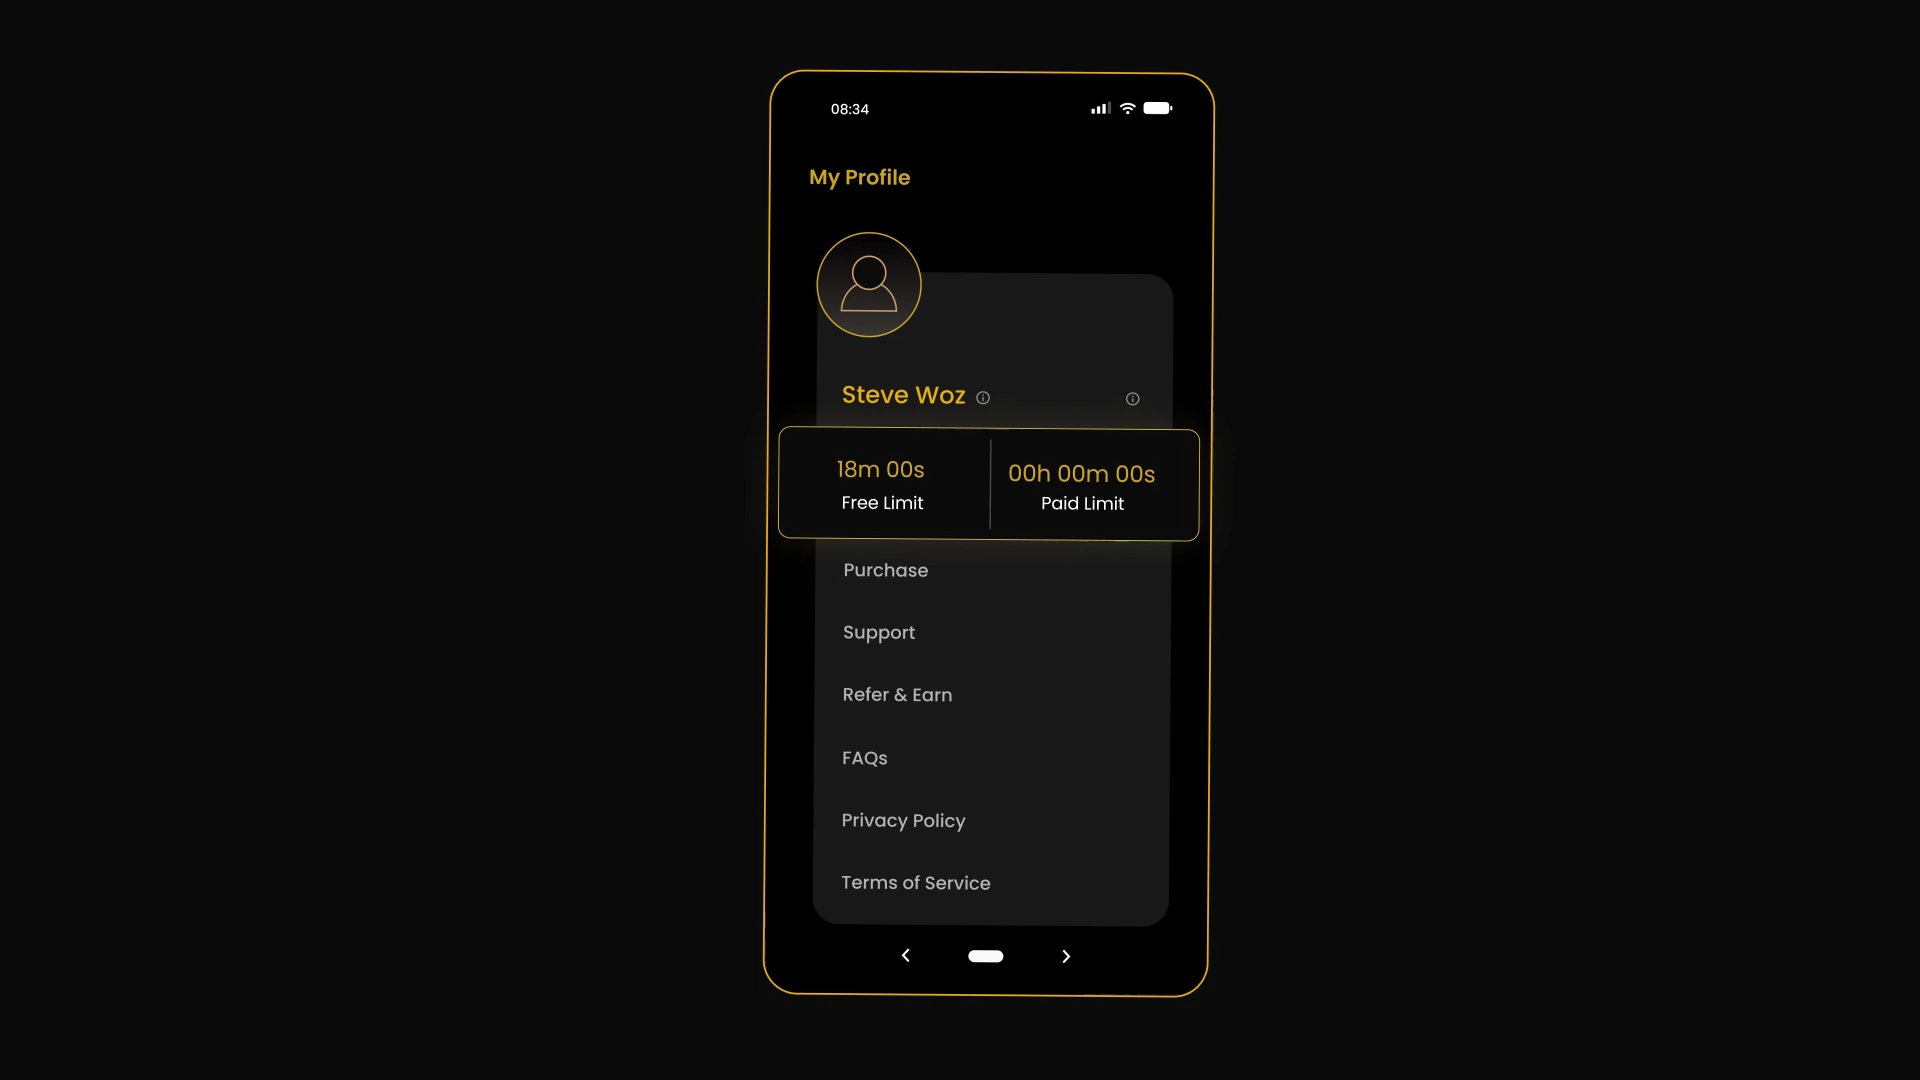 08:34
My Profile
Steve Woz
18m 00s
Free Limit
00h 00m 00s
Paid Limit
Purchase
Support
Refer & Earn
FAQs
Privacy Policy
Terms of Service